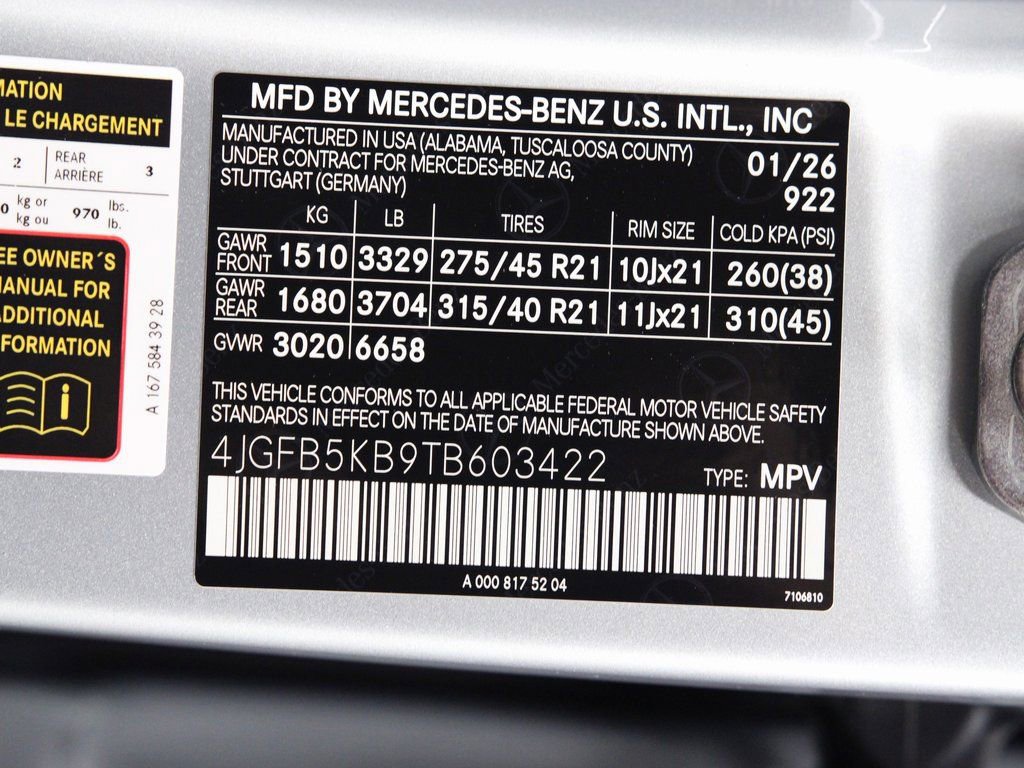 MATION
LE CHARGEMENT
2 REAR ARRIÈRE 3
0 kg or kg ou 970 lbs. lb.
EE OWNER´S
ANUAL FOR
ADDITIONAL
FORMATION
A 167 584 39 28
MFD BY MERCEDES-BENZ U.S. INTL., INC
MANUFACTURED IN USA (ALABAMA, TUSCALOOSA COUNTY)
UNDER CONTRACT FOR MERCEDES-BENZ AG,
STUTTGART (GERMANY)
01/26
922
KG LB TIRES RIM SIZE COLD KPA(PSI)
GAWR FRONT 1510 3329 275/45 R21 10Jx21 260(38)
GAWR REAR 1680 3704 315/40 R21 11Jx21 310(45)
GVWR 3020 6658
THIS VEHICLE CONFORMS TO ALL APPLICABLE FEDERAL MOTOR VEHICLE SAFETY
STANDARDS IN EFFECT ON THE DATE OF MANUFACTURE SHOWN ABOVE.
4JGFB5KB9TB603422 TYPE: MPV
A 000 817 52 04
7106810